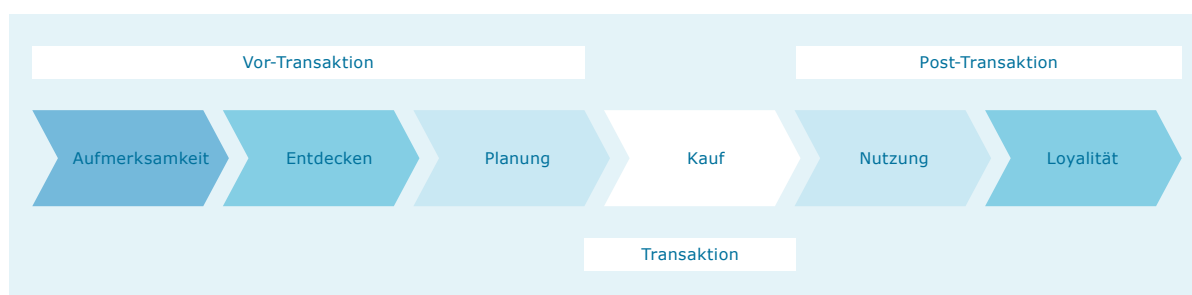 Vor-Transaktion
Post-Transaktion
Aufmerksamkeit
Entdecken
Planung
Kauf
Nutzung
Loyalität
Transaktion